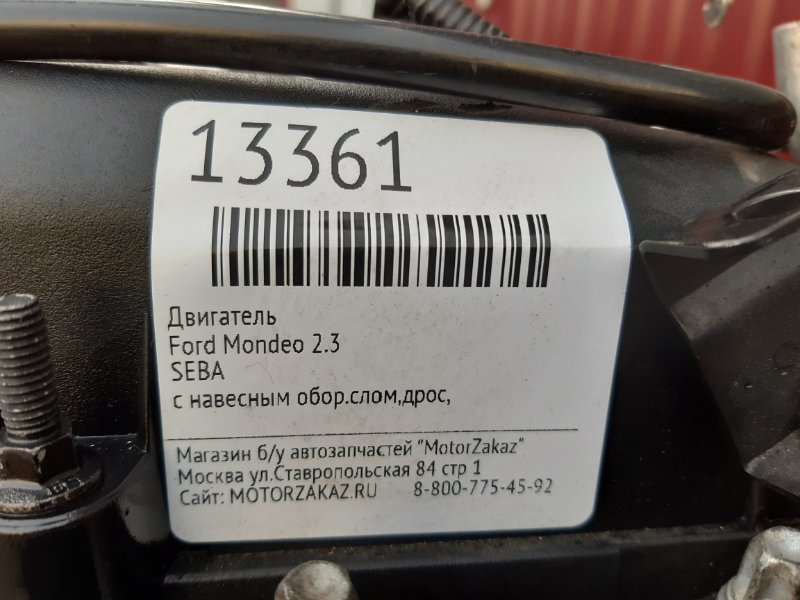 13361
Двигатель
Ford Mondeo 2.3
SEBA
с навесным обор.слом,дрос,
Магазин б/у автозапчастей "MotorZakaz"
Москва ул.Ставропольская 84 стр 1
Сайт: MOTORZAKAZ.RU 8-800-775-45-92